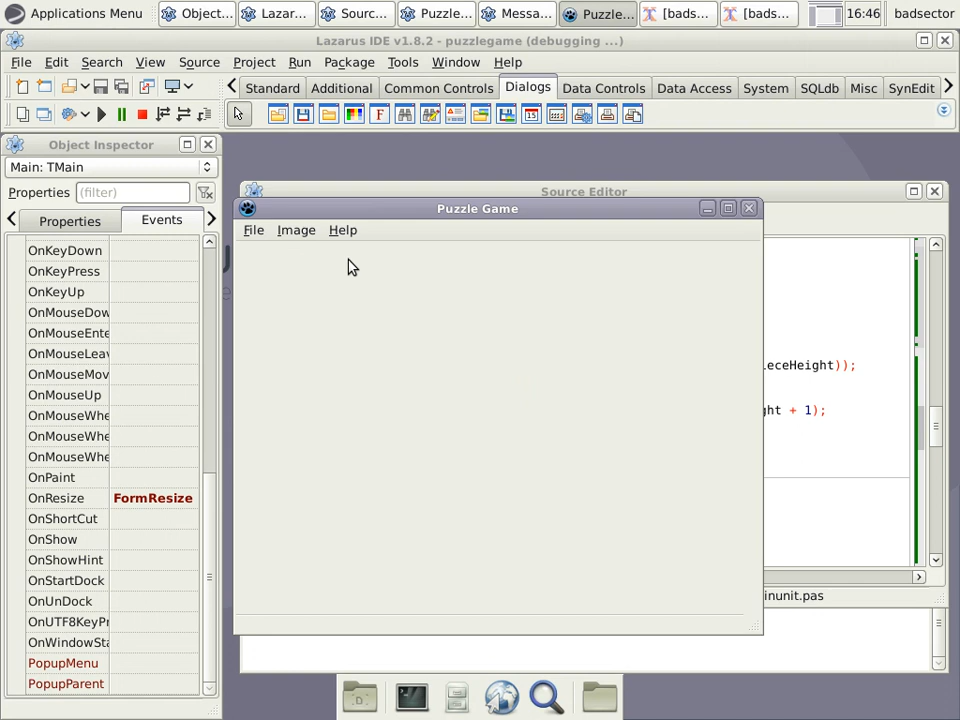 Applications Menu
Object...
Lazar...
Sourc...
Puzzle...
Messa...
Puzzle...
[bads...
[bads...
16:46
badsector
Lazarus IDE v1.8.2 - puzzlegame (debugging ...)
File Edit Search View Source Project Run Package Tools Window Help
Standard Additional Common Controls Dialogs Data Controls Data Access System SQLdb Misc SynEdit
Object Inspector
Main: TMain
Properties (filter)
Properties Events
OnKeyDown
OnKeyPress
OnKeyUp
OnMouseDow
OnMouseEnte
OnMouseLeav
OnMouseMov
OnMouseUp
OnMouseWhe
OnMouseWhe
OnMouseWhe
OnPaint
OnResize FormResize
OnShortCut
OnShow
OnShowHint
OnStartDock
OnUnDock
OnUTF8KeyPr
OnWindowSta
PopupMenu
PopupParent
Source Editor
Puzzle Game
File Image Help
ieceHeight));
ght + 1);
inunit.pas